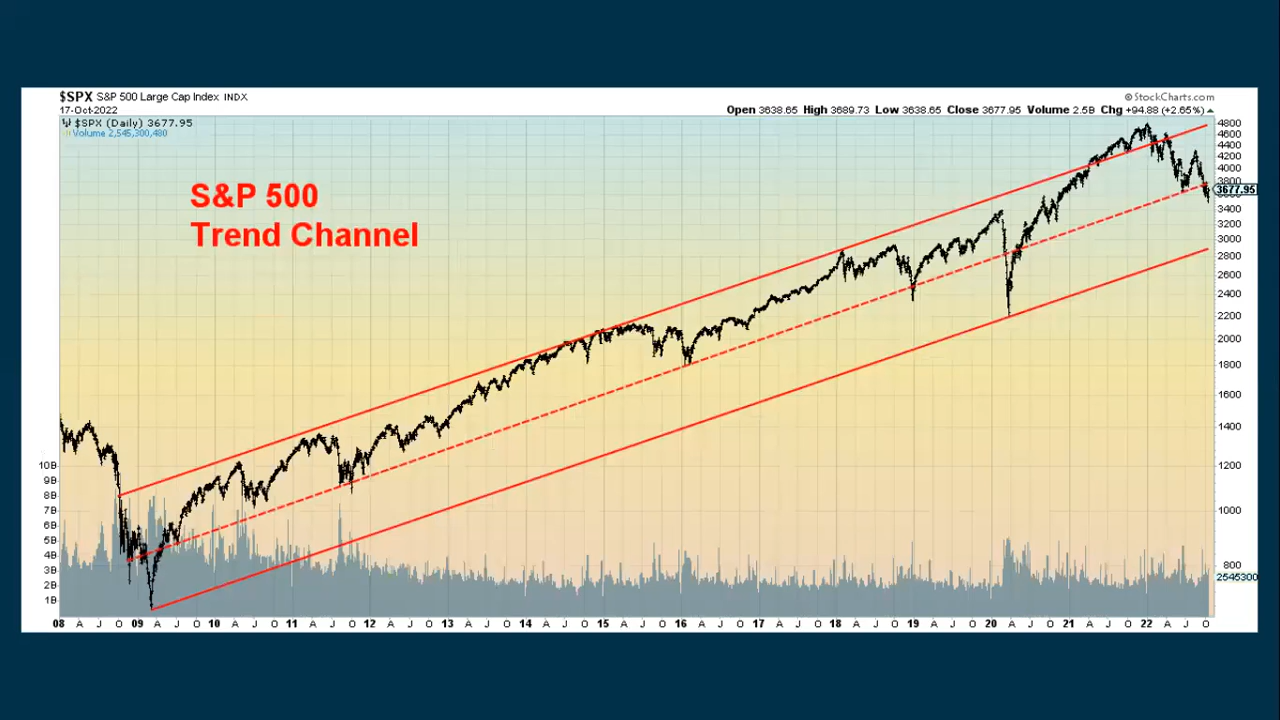 $SPX S&P 500 Large Cap Index INDX
© StockCharts.com
17-Oct-2022
Open 3638.65 High 3689.73 Low 3638.65 Close 3677.95 Volume 2.5B Chg +94.88 (+2.65%)
$SPX (Daily) 3677.95
Volume 2,545,300,480
S&P 500
Trend Channel
4800
4600
4400
4200
4000
3800
3677.95
3400
3200
3000
2800
2600
2400
2200
2000
1800
1600
1400
1200
1000
800
2545300
10B
9B
8B
7B
6B
5B
4B
3B
2B
1B
08 A J O 09 A J O 10 A J O 11 A J O 12 A J O 13 A J O 14 A J O 15 A J O 16 A J O 17 A J O 18 A J O 19 A J O 20 A J O 21 A J O 22 A J O